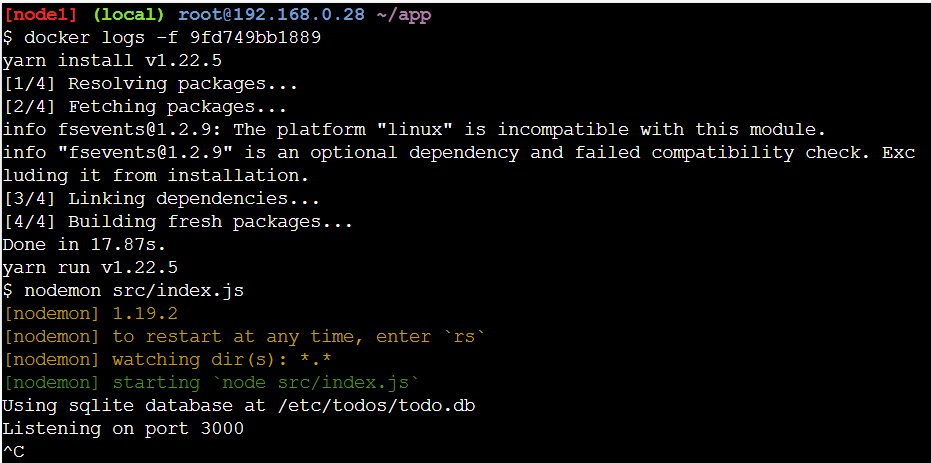 [node1] (local) root@192.168.0.28 ~/app
$ docker logs -f 9fd749bb1889
yarn install v1.22.5
[1/4] Resolving packages...
[2/4] Fetching packages...
info fsevents@1.2.9: The platform "linux" is incompatible with this module.
info "fsevents@1.2.9" is an optional dependency and failed compatibility check. Exc
luding it from installation.
[3/4] Linking dependencies...
[4/4] Building fresh packages...
Done in 17.87s.
yarn run v1.22.5
$ nodemon src/index.js
[nodemon] 1.19.2
[nodemon] to restart at any time, enter `rs`
[nodemon] watching dir(s): *.*
[nodemon] starting `node src/index.js`
Using sqlite database at /etc/todos/todo.db
Listening on port 3000
^C